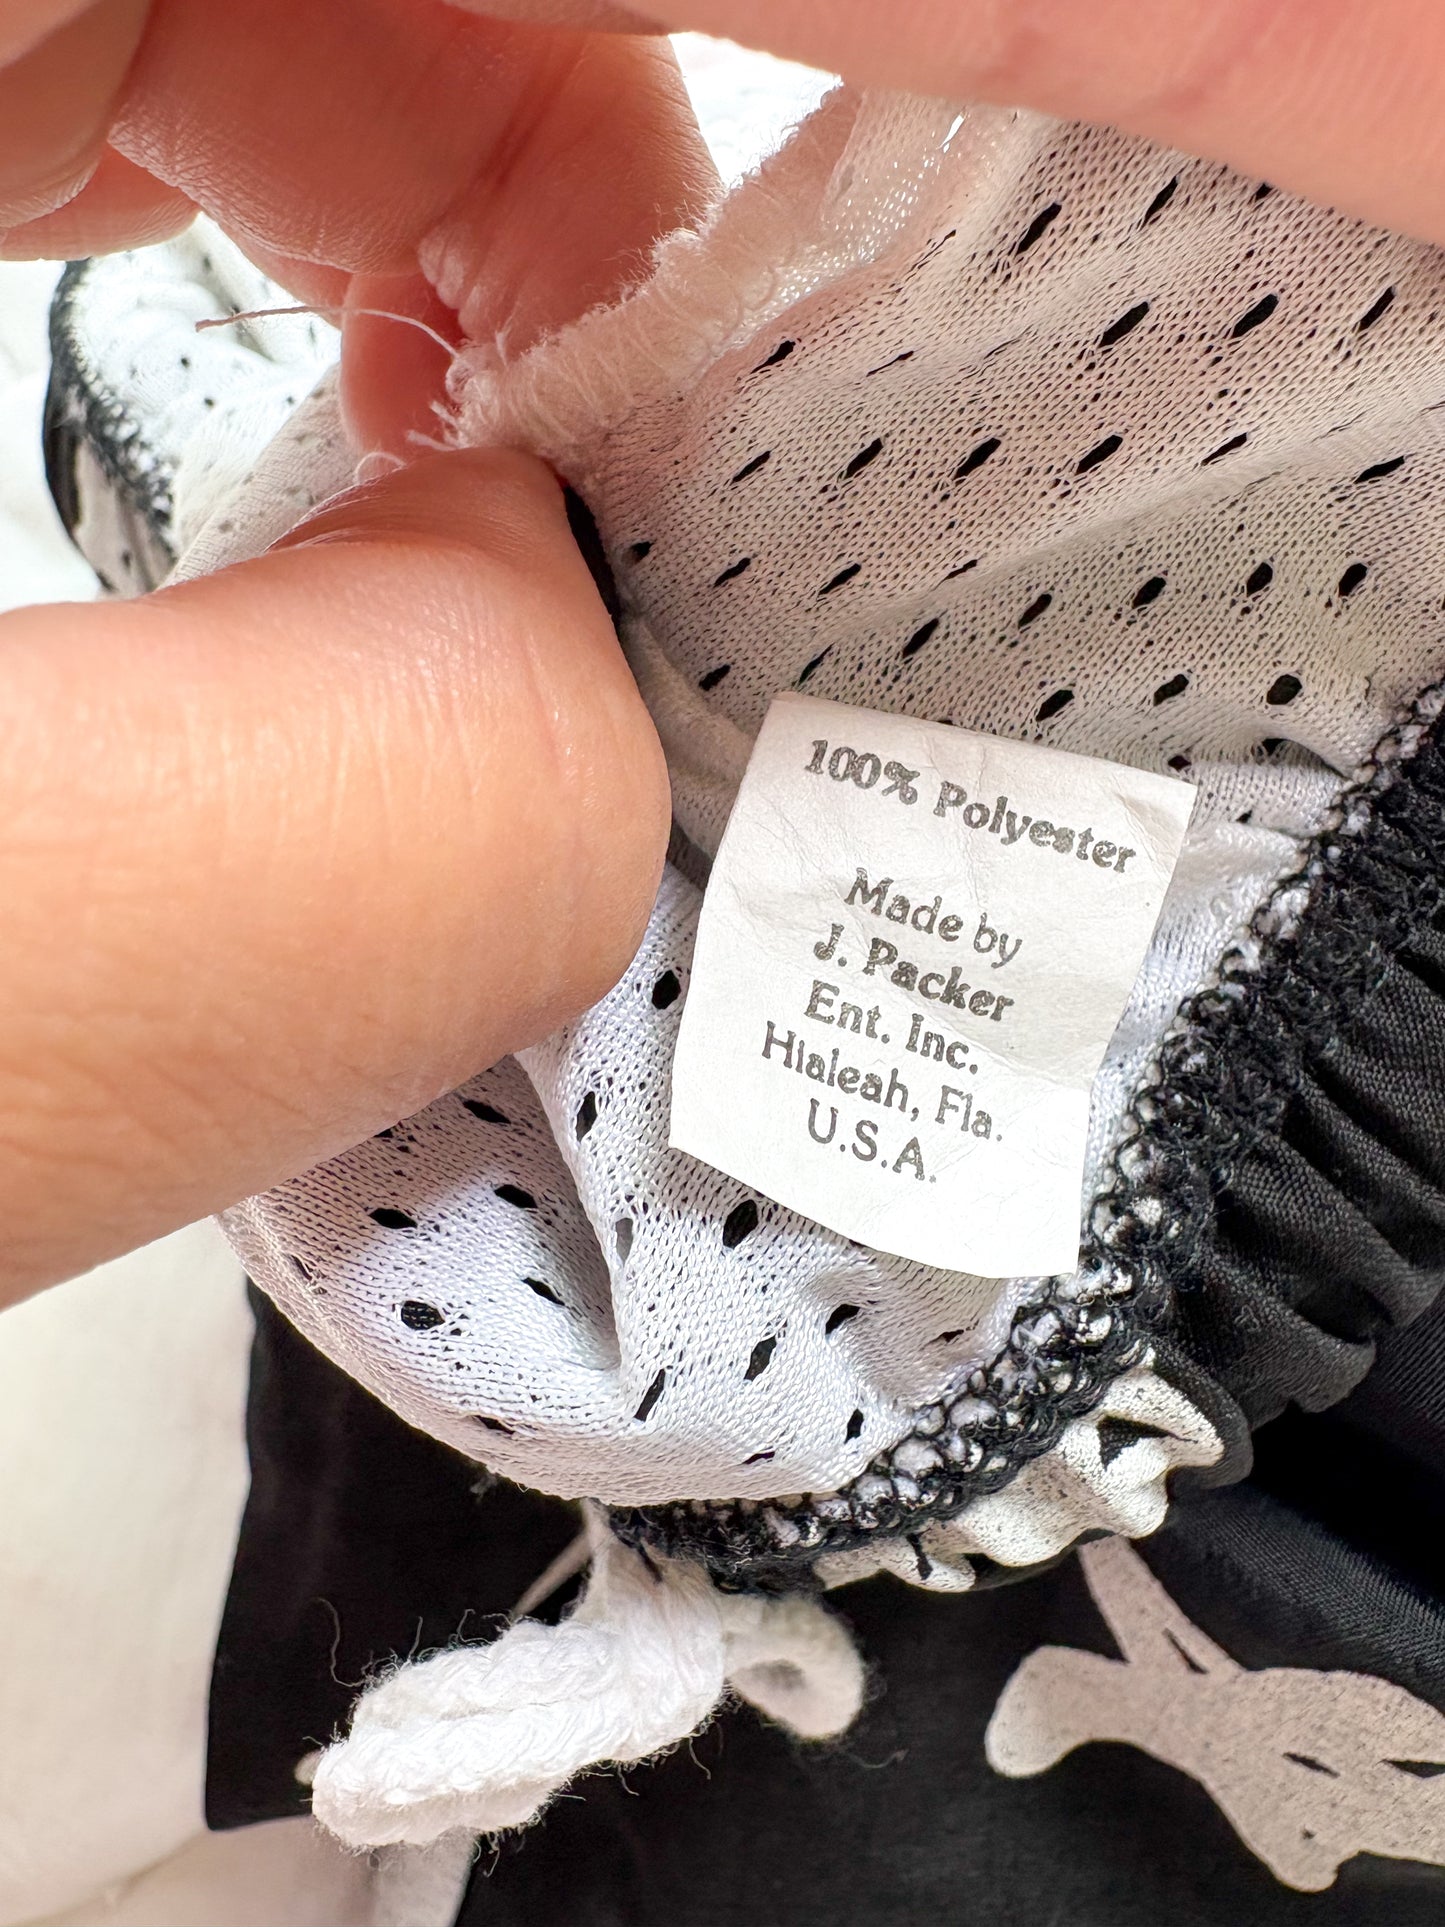 100% Polyester
Made by
J. Packer
Ent. Inc.
Hialeah, Fla.
U.S.A.